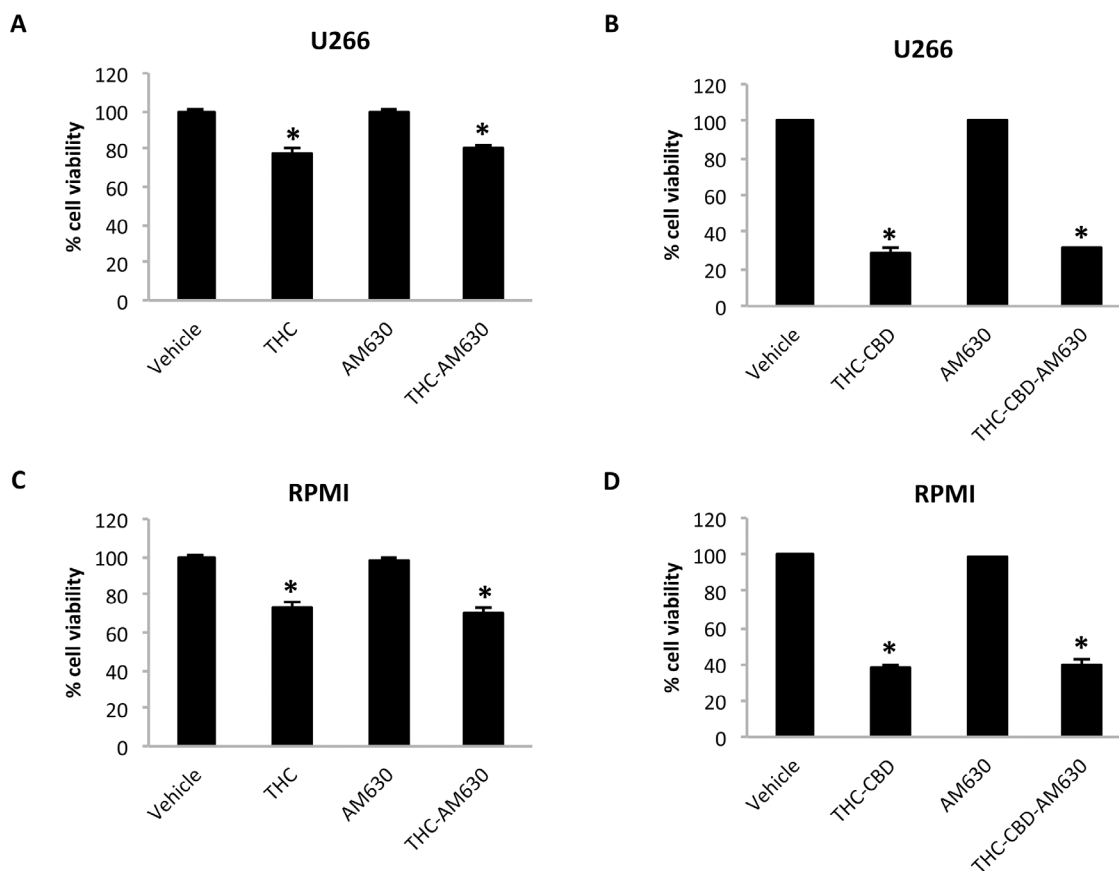 A
U266
% cell viability
120
100
80
60
40
20
0
*
*
Vehicle
THC
AM630
THC-AM630
B
U266
% cell viability
120
100
80
60
40
20
0
*
*
Vehicle
THC-CBD
AM630
THC-CBD-AM630
C
RPMI
% cell viability
120
100
80
60
40
20
0
*
*
Vehicle
THC
AM630
THC-AM630
D
RPMI
% cell viability
120
100
80
60
40
20
0
*
*
Vehicle
THC-CBD
AM630
THC-CBD-AM630